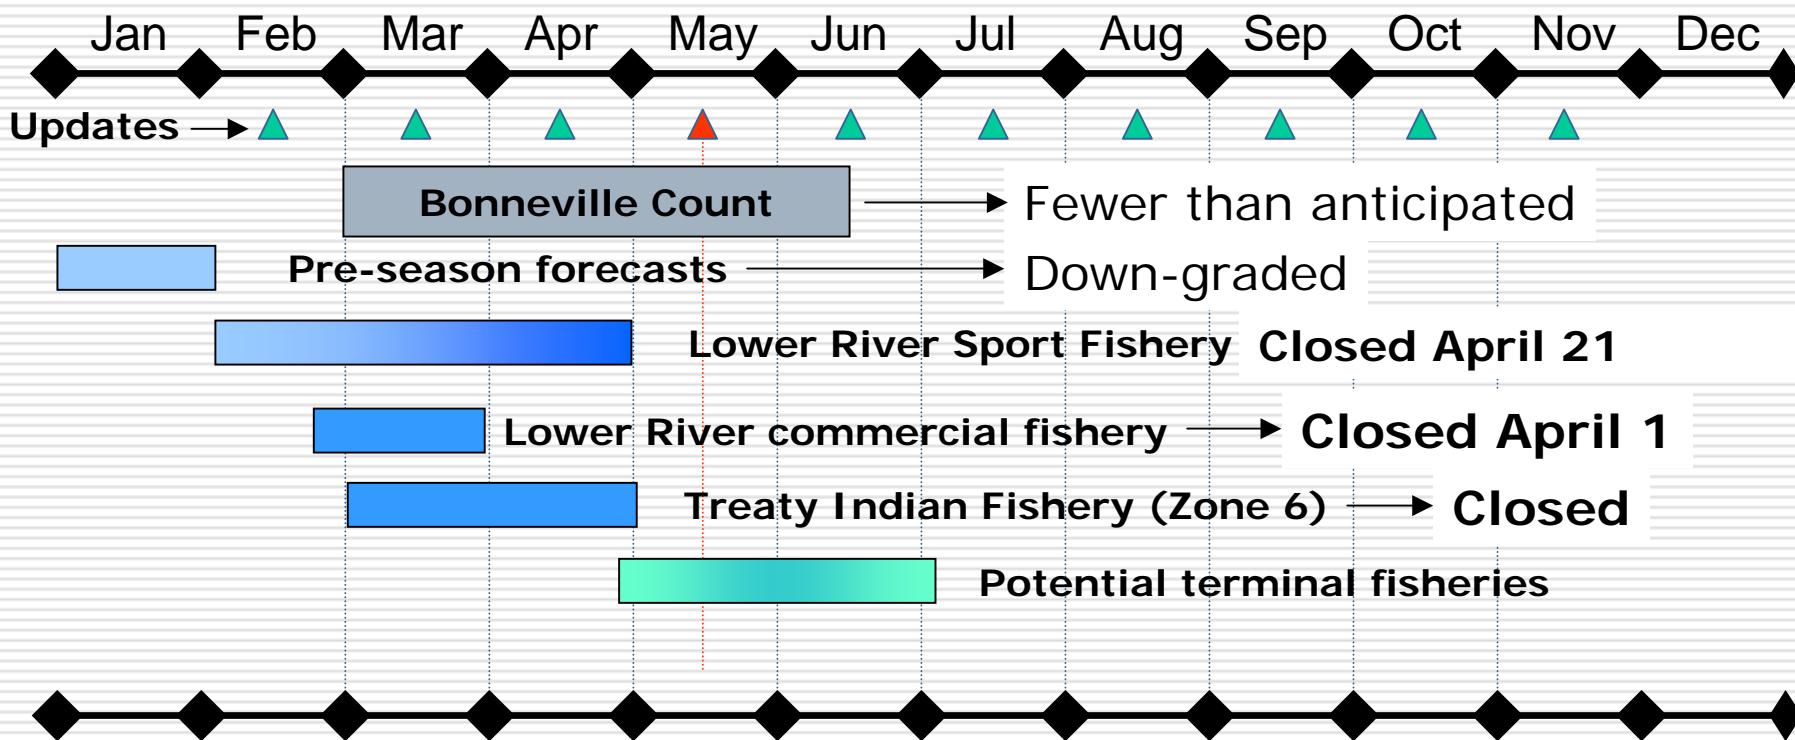 Jan Feb Mar Apr May Jun Jul Aug Sep Oct Nov Dec
Updates
Bonneville Count Fewer than anticipated
Pre-season forecasts Down-graded
Lower River Sport Fishery Closed April 21
Lower River commercial fishery Closed April 1
Treaty Indian Fishery (Zone 6) Closed
Potential terminal fisheries